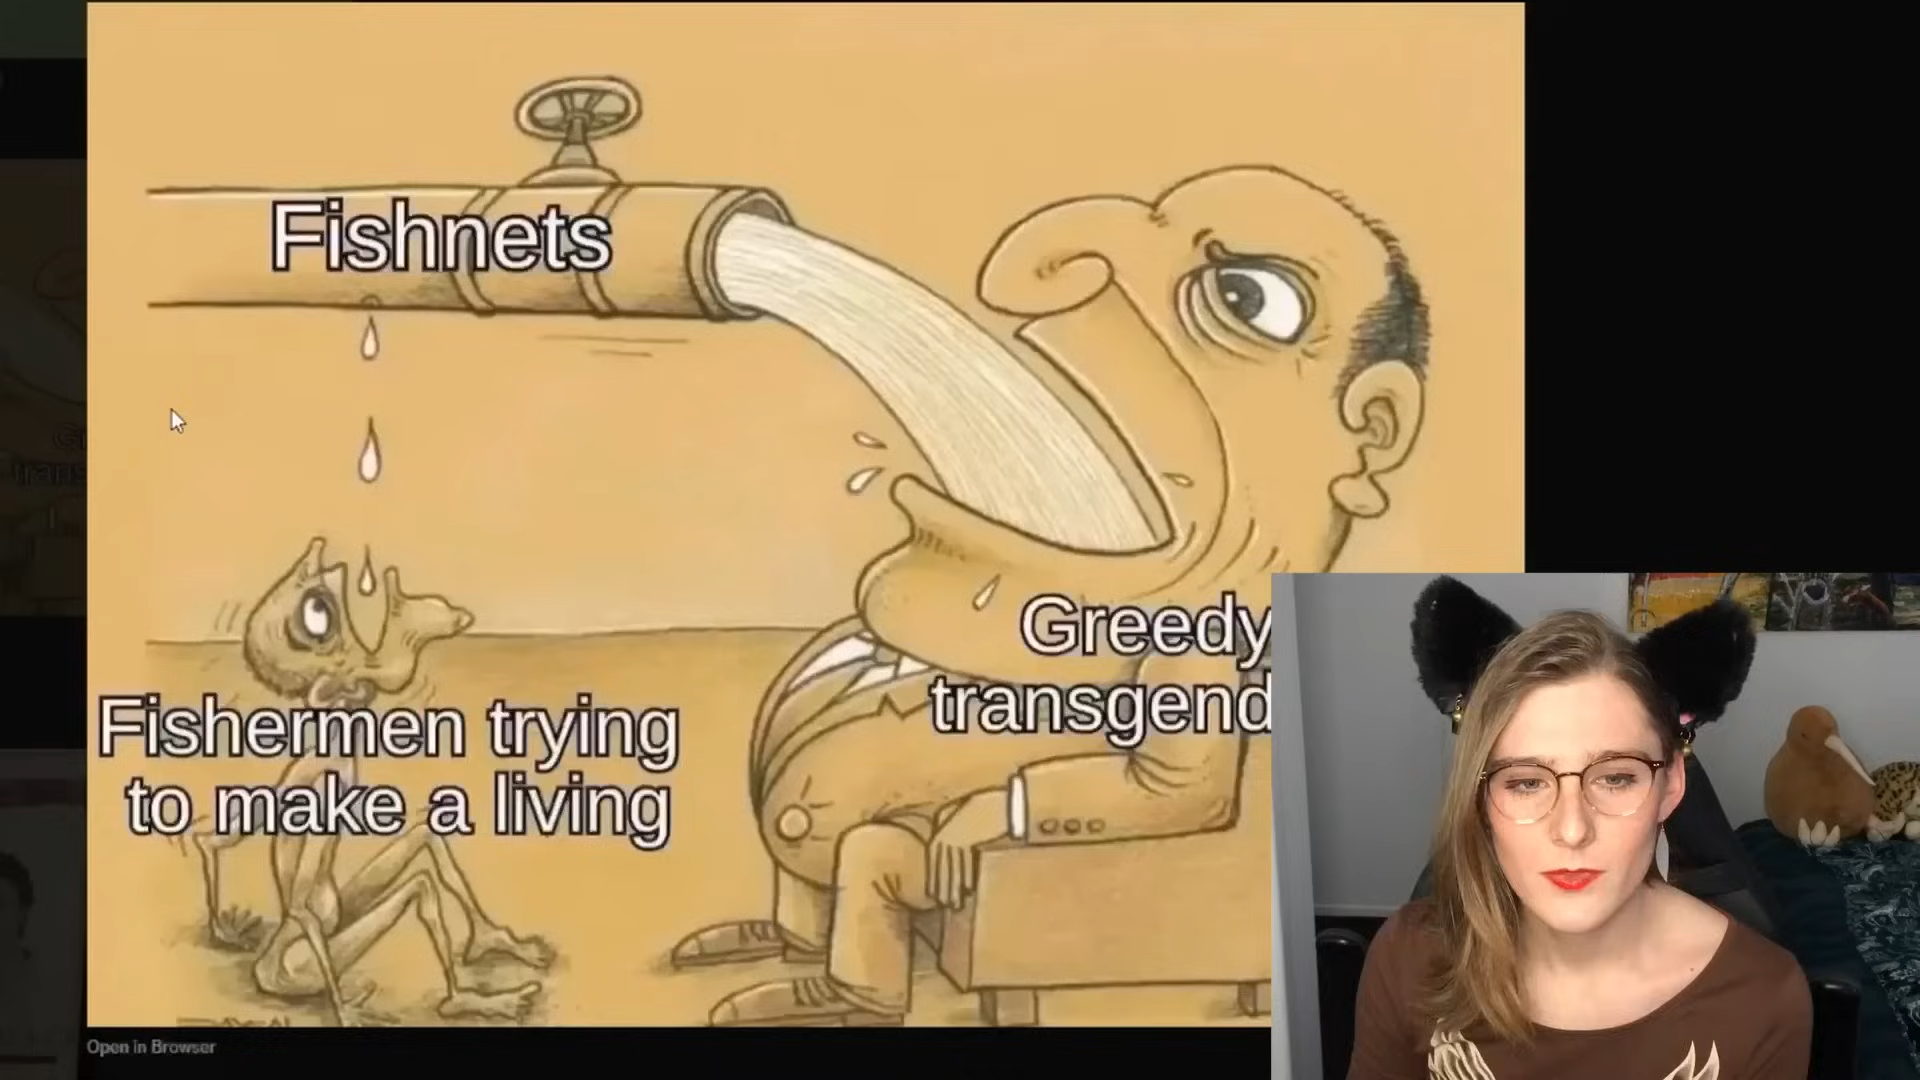 Fishnets
Fishermen trying
to make a living
Greedy
transgend
Open in Browser